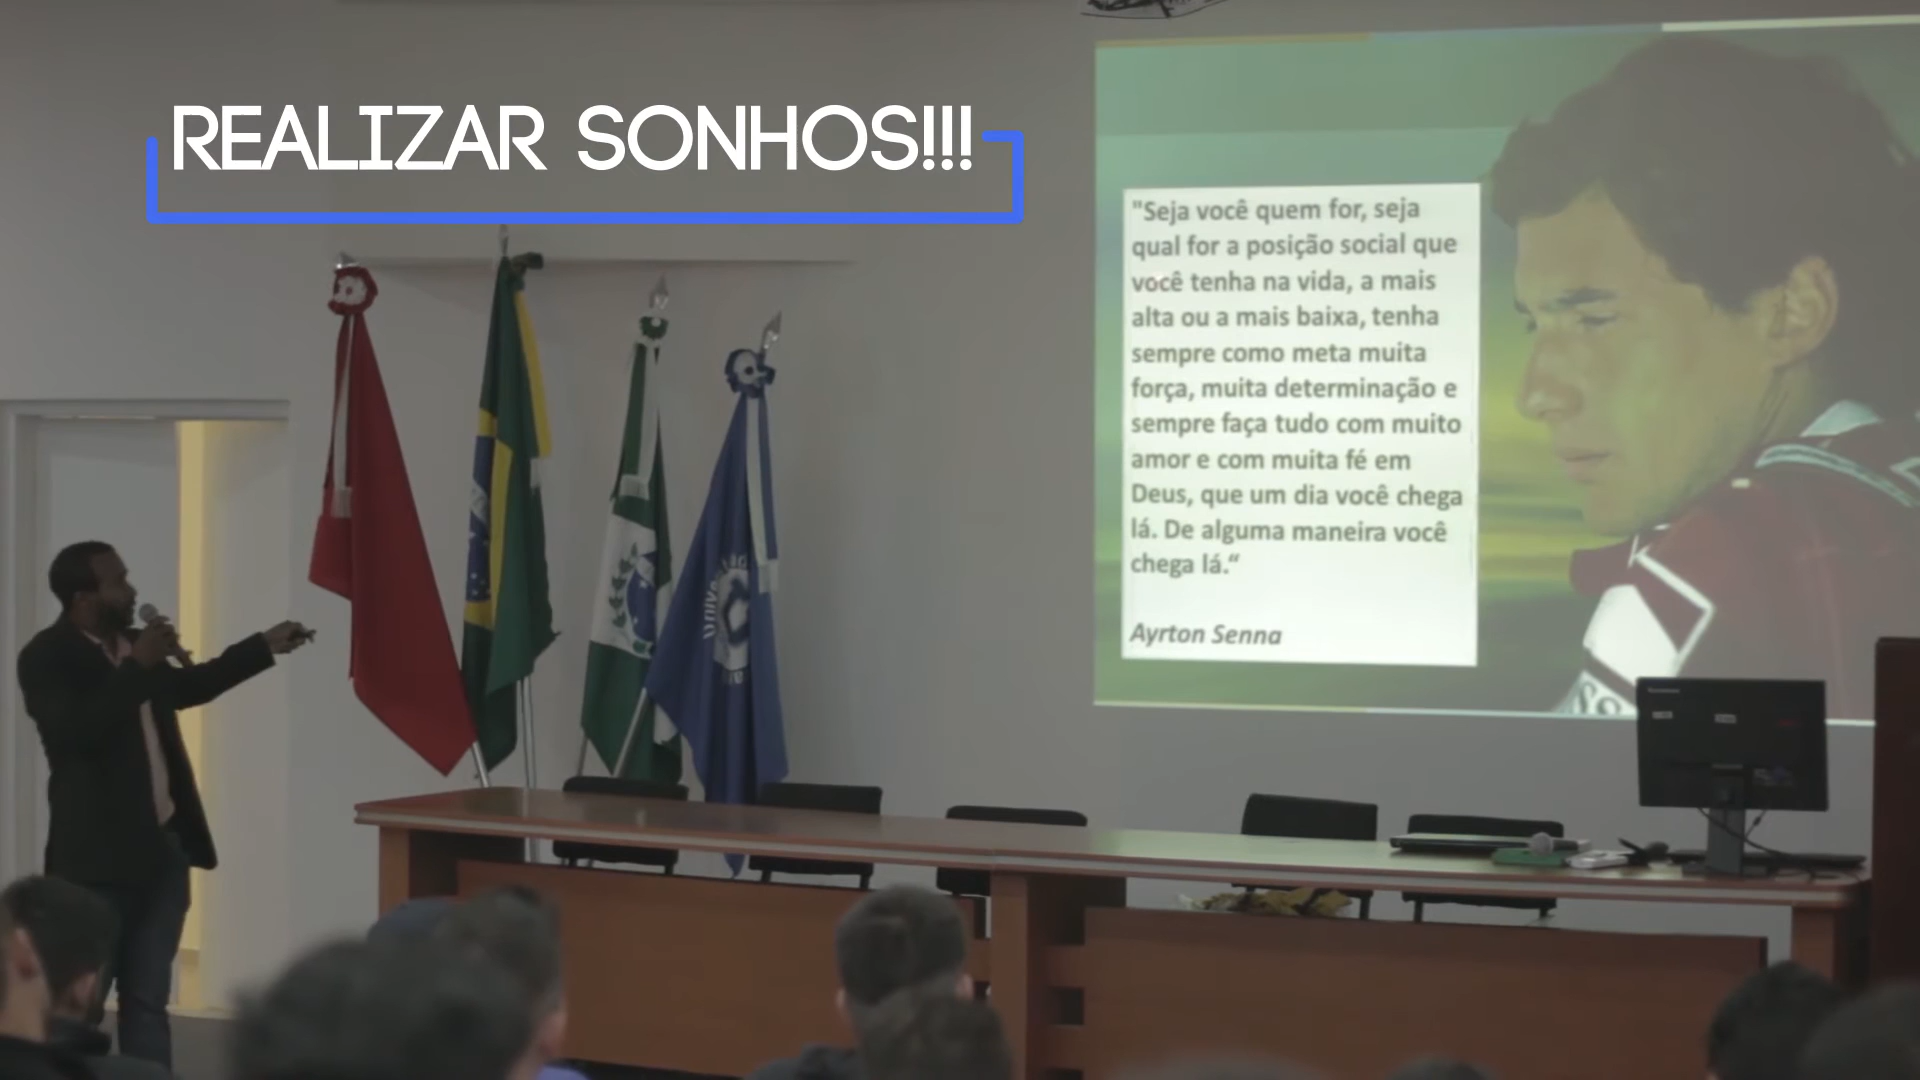 REALIZAR SONHOS!!!
"Seja você quem for, seja
qual for a posição social que
você tenha na vida, a mais
alta ou a mais baixa, tenha
sempre como meta muita
força, muita determinação e
sempre faça tudo com muito
amor e com muita fé em
Deus, que um dia você chega
lá. De alguma maneira você
chega lá.“
Ayrton Senna